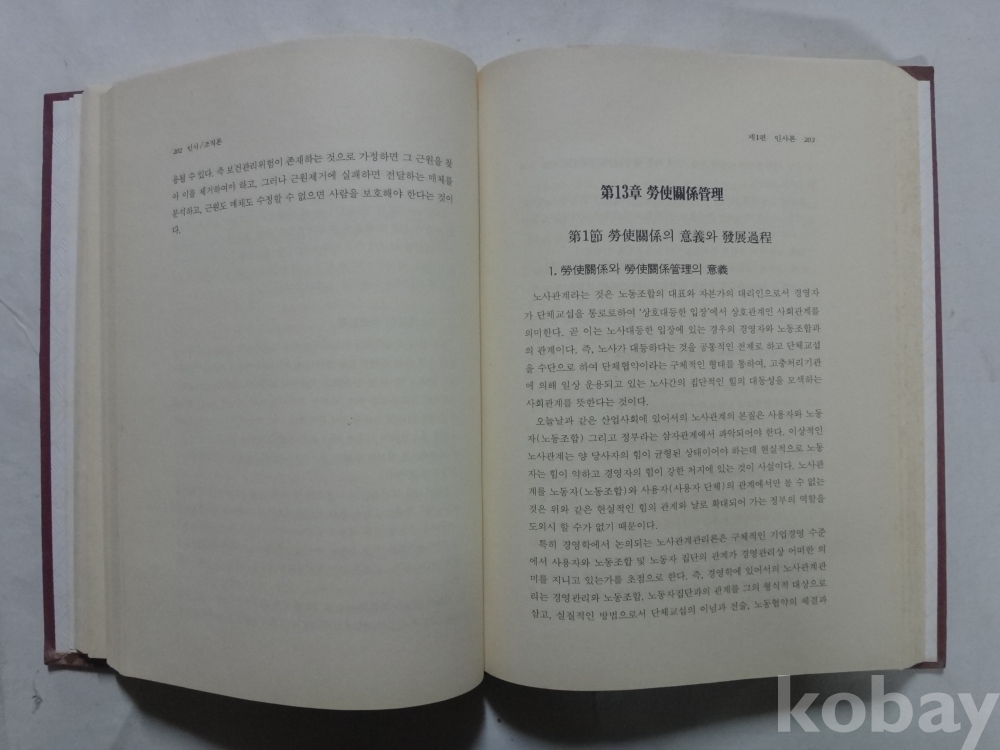 202 인사/조직론
용될 수 있다. 즉 보건관리위험이 존재하는 것으로 가정하면 그 근원을 찾
아 이를 제거하여야 하고, 그러나 근원제거에 실패하면 전달하는 매체를
분석하고, 근원도 매체도 수정할 수 없으면 사람을 보호해야 한다는 것이
다.
제1편 인사론 203
第13章 勞使關係管理
第1節 勞使關係의 意義와 發展過程
1. 勞使關係와 勞使關係管理의 意義
노사관계라는 것은 노동조합의 대표와 자본가의 대리인으로서 경영자
가 단체교섭을 통로로하여 '상호대등한 입장'에서 상호관계인 사회관계를
의미한다. 곧 이는 노사대등한 입장에 있는 경우의 경영자와 노동조합과
의 관계이다. 즉, 노사가 대등하다는 것을 공통적인 전제로 하고 단체교섭
을 수단으로 하여 단체협약이라는 구체적인 형태를 통하여, 고충처리기관
에 의해 일상 운용되고 있는 노사간의 집단적인 힘의 대동성을 모색하는
사회관계를 뜻한다는 것이다.
오늘날과 같은 산업사회에 있어서의 노사관계의 본질은 사용자와 노동
자(노동조합) 그리고 정부라는 삼자관계에서 파악되어야 한다. 이상적인
노사관계는 양 당사자의 힘이 균형된 상태이어야 하는데 현실적으로 노동
자는 힘이 약하고 경영자의 힘이 강한 처지에 있는 것이 사실이다. 노사관
계를 노동자(노동조합)와 사용자(사용자 단체)의 관계에서만 볼 수 없는
것은 위와 같은 현실적인 힘의 관계와 날로 확대되어 가는 정부의 역할을
도외시 할 수가 없기 때문이다.
특히 경영학에서 논의되는 노사관계관리론은 구체적인 기업경영 수준
에서 사용자와 노동조합 및 노동자 집단의 관계가 경영관리상 어떠한 의
미를 지니고 있는가를 초점으로 한다. 즉, 경영학에 있어서의 노사관계관
리는 경영관리와 노동조합, 노동자집단과의 관계를 그의 형식적 대상으로
삼고, 실질적인 방법으로서 단체교섭의 이념과 전술, 노동협약의 체결과
kobay